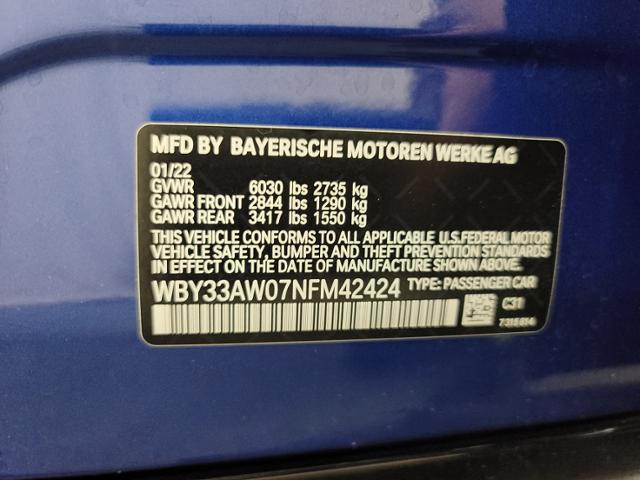 MFD BY BAYERISCHE MOTOREN WERKE AG
01/22
GVWR 6030 lbs 2735 kg
GAWR FRONT 2844 lbs 1290 kg
GAWR REAR 3417 lbs 1550 kg
THIS VEHICLE CONFORMS TO ALL APPLICABLE U.S.FEDERAL MOTOR
VEHICLE SAFETY, BUMPER AND THEFT PREVENTION STANDARDS
IN EFFECT ON THE DATE OF MANUFACTURE SHOWN ABOVE.
WBY33AW07NFM42424 TYPE: PASSENGER CAR
C31
7315614